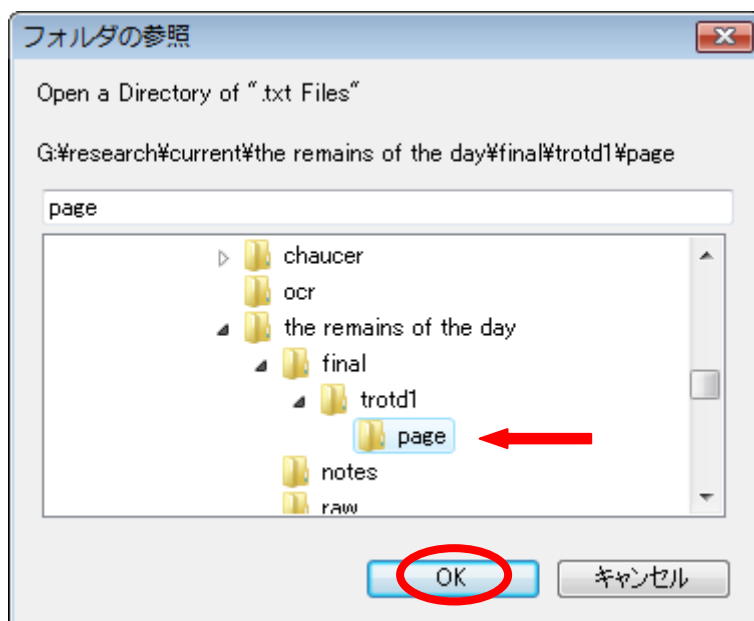 フォルダの参照
Open a Directory of ".txt Files"
G:¥research¥current¥the remains of the day¥final¥trotd1¥page
page
chaucer
ocr
the remains of the day
final
trotd1
page
notes
raw
OK キャンセル